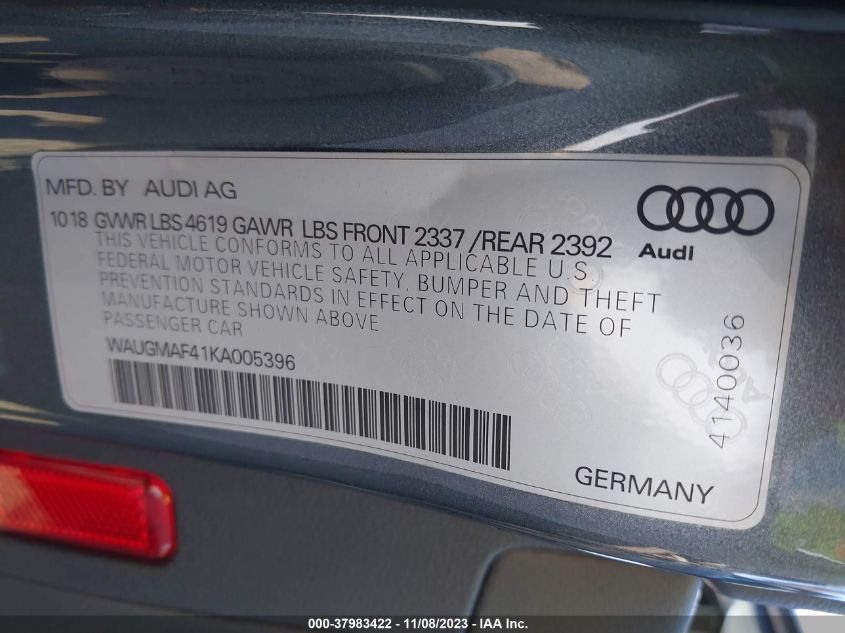 MFD. BY AUDI AG
1018 GVWR LBS 4619 GAWR LBS FRONT 2337 /REAR 2392
THIS VEHICLE CONFORMS TO ALL APPLICABLE U.S.
FEDERAL MOTOR VEHICLE SAFETY, BUMPER AND THEFT
PREVENTION STANDARDS IN EFFECT ON THE DATE OF
MANUFACTURE SHOWN ABOVE
PASSENGER CAR
WAUGMAF41KA005396
Audi
4140036
GERMANY
000-37983422 - 11/08/2023 - IAA Inc.